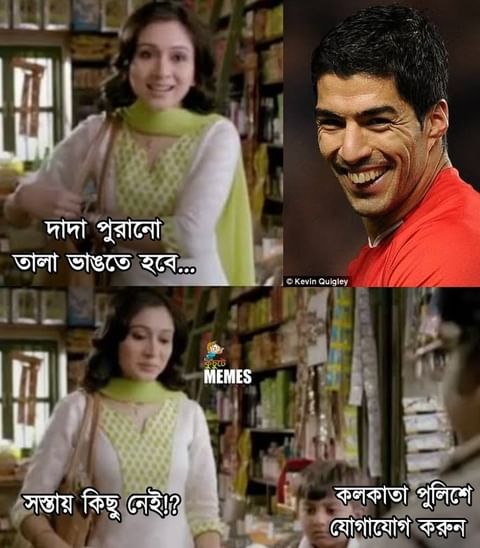 দাদা পুরানো
তালা ভাঙতে হবে...
© Kevin Quigley
কুচুটে
MEMES
সস্তায় কিছু নেই!?
কলকাতা পুলিশে
যোগাযোগ করুন